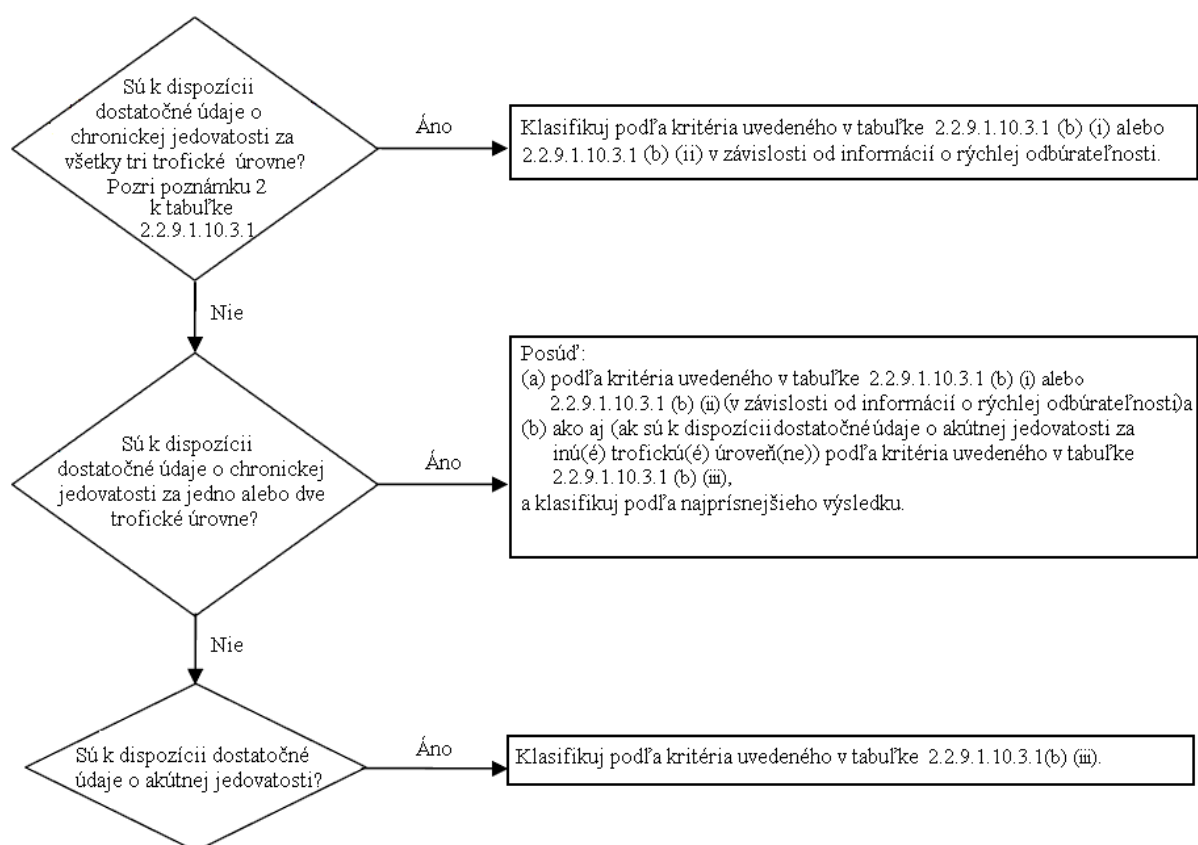 Sú k dispozícii
dostatočné údaje o
chronickej jedovatosti za
všetky tri trofické úrovne?
Pozri poznámku 2
k tabuľke
2.2.9.1.10.3.1
Áno
Klasifikuj podľa kritéria uvedeného v tabuľke 2.2.9.1.10.3.1 (b) (i) alebo
2.2.9.1.10.3.1 (b) (ii) v závislosti od informácií o rýchlej odbúrateľnosti.
Nie
Sú k dispozícii
dostatočné údaje o chronickej
jedovatosti za jedno alebo dve
trofické úrovne?
Áno
Posúď:
(a) podľa kritéria uvedeného v tabuľke 2.2.9.1.10.3.1 (b) (i) alebo
2.2.9.1.10.3.1 (b) (ii) (v závislosti od informácií o rýchlej odbúrateľnosti)a
(b) ako aj (ak sú k dispozícii dostatočné údaje o akútnej jedovatosti za
inú(é) trofickú(é) úroveň(ne)) podľa kritéria uvedeného v tabuľke
2.2.9.1.10.3.1 (b) (iii),
a klasifikuj podľa najprísnejšieho výsledku.
Nie
Sú k dispozícii dostatočné
údaje o akútnej jedovatosti?
Áno
Klasifikuj podľa kritéria uvedeného v tabuľke 2.2.9.1.10.3.1(b) (iii).